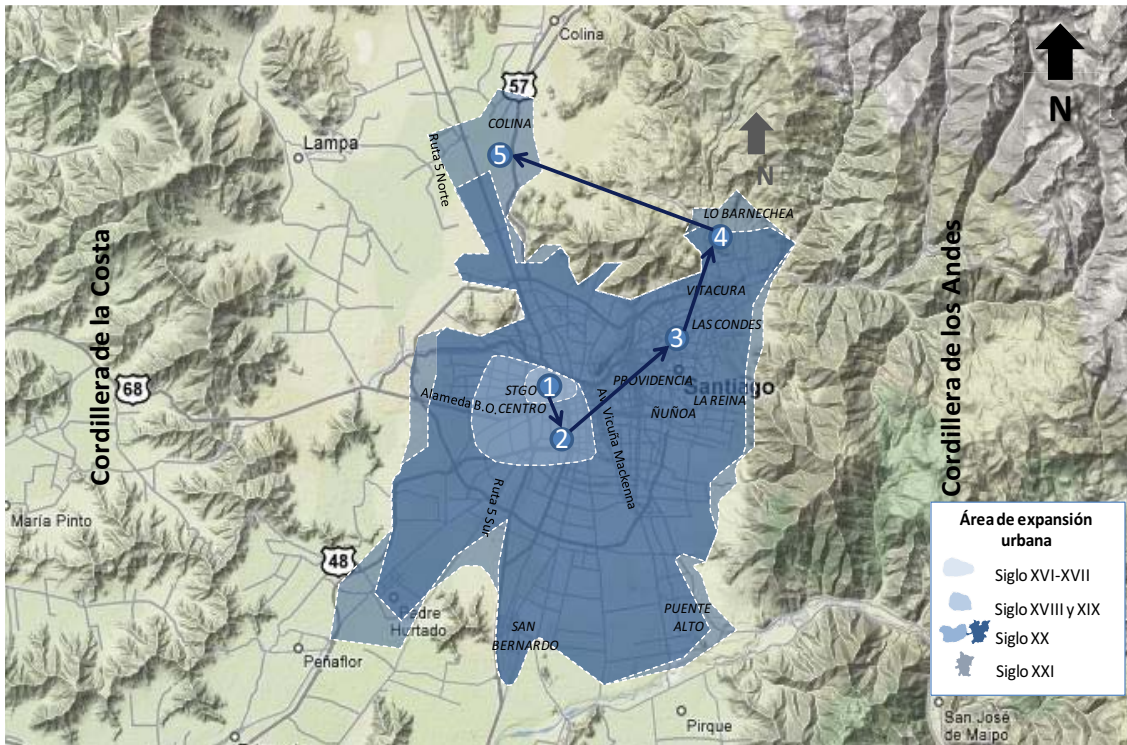 Colina
N
57
COLINA
5
Lampa
Ruta 5 Norte
N
LO BARNECHEA
4
Cordillera de la Costa
Cordillera de los Andes
VITACURA
LAS CONDES
3
68
1
STGO
CENTRO
Alameda B.O,
PROVIDENCIA
Santiago
LA REINA
ÑUÑOA
Av. Vicuña Mackenna
2
María Pinto
Ruta 5 Sur
48
Padre
Hurtado
Peñaflor
SAN
BERNARDO
PUENTE
ALTO
Pirque
San José
de Maipo
Área de expansión
urbana
Siglo XVI-XVII
Siglo XVIII y XIX
Siglo XX
Siglo XXI